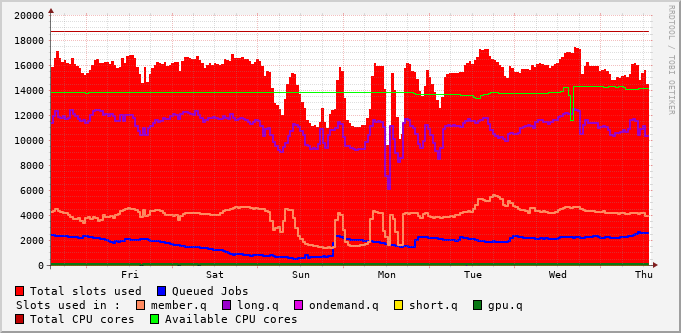 20000
18000
16000
14000
12000
10000
8000
6000
4000
2000
0
Fri Sat Sun Mon Tue Wed Thu
RRDTOOL / TOBI OETIKER
Total slots used Queued Jobs
Slots used in : member.q long.q ondemand.q short.q gpu.q
Total CPU cores Available CPU cores